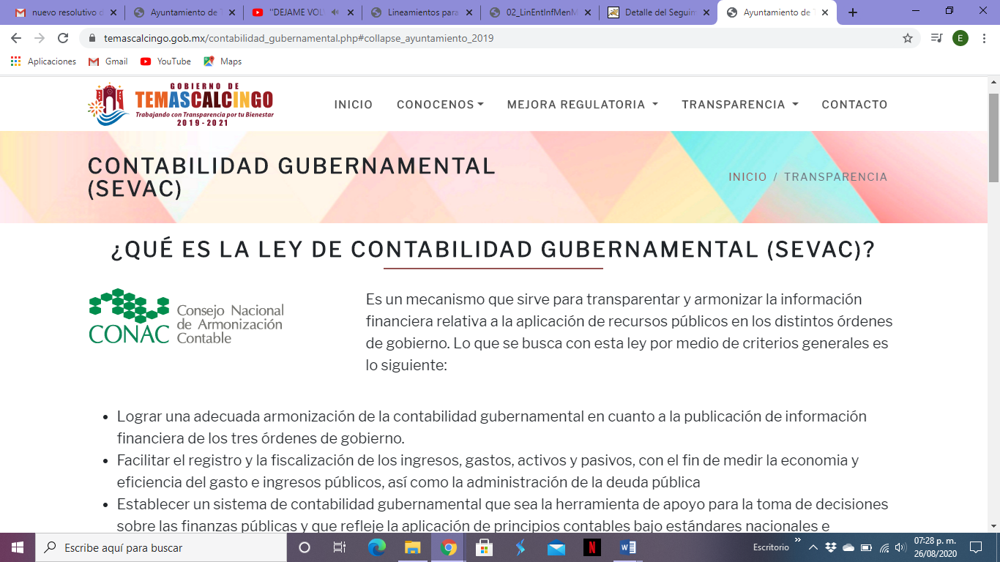 nuevo resolutivo d
Ayuntamiento de T
"DEJAME VOL
Lineamientos para
02_LinEntInfMenM
Detalle del Seguim
Ayuntamiento de T
temascalcingo.gob.mx/contabilidad_gubernamental.php#collapse_ayuntamiento_2019
E
Aplicaciones
Gmail
YouTube
Maps
GOBIERNO DE
TEMASCALCINGO
Trabajando con Transparencia por tu Bienestar
2019-2021
INICIO
CONOCENOS
MEJORA REGULATORIA
TRANSPARENCIA
CONTACTO
CONTABILIDAD GUBERNAMENTAL
(SEVAC)
INICIO / TRANSPARENCIA
¿QUÉ ES LA LEY DE CONTABILIDAD GUBERNAMENTAL (SEVAC)?
CONAC
Consejo Nacional
de Armonización
Contable
Es un mecanismo que sirve para transparentar y armonizar la información
financiera relativa a la aplicación de recursos públicos en los distintos órdenes
de gobierno. Lo que se busca con esta ley por medio de criterios generales es
lo siguiente:
• Lograr una adecuada armonización de la contabilidad gubernamental en cuanto a la publicación de información
financiera de los tres órdenes de gobierno.
• Facilitar el registro y la fiscalización de los ingresos, gastos, activos y pasivos, con el fin de medir la economia y
eficiencia del gasto e ingresos públicos, así como la administración de la deuda pública
• Establecer un sistema de contabilidad gubernamental que sea la herramienta de apoyo para la toma de decisiones
sobre las finanzas públicas y que refleje la aplicación de principios contables bajo estándares nacionales e
Escribe aquí para buscar
N
W
Escritorio
07:28 p. m.
26/08/2020